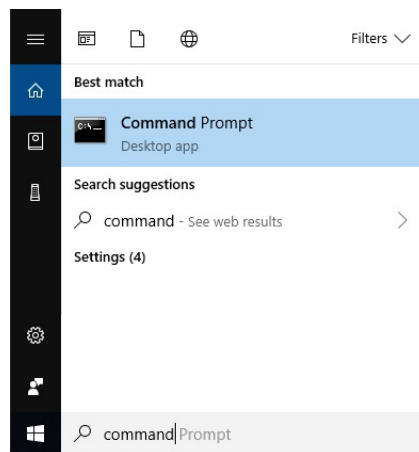 Filters
Best match
C:\_
Command Prompt
Desktop app
Search suggestions
command - See web results
Settings (4)
command Prompt